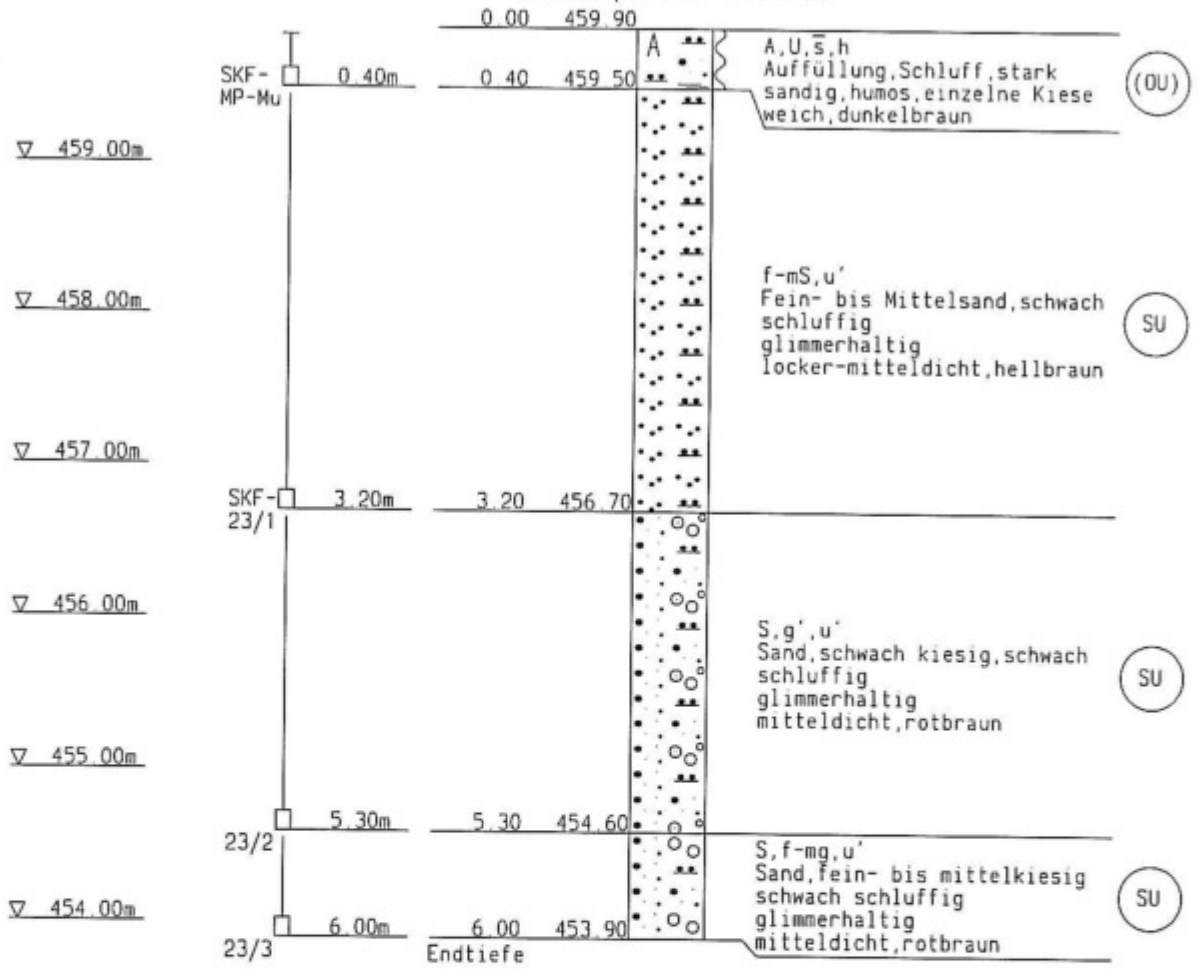 0.00 459.90
SKF-
MP-Mu
0.40m
0.40 459.50
A
A,U,s̅,h
Auffüllung,Schluff,stark
sandig,humos,einzelne Kiese
weich,dunkelbraun
(OU)
▽ 459.00m
▽ 458.00m
f-mS,u'
Fein- bis Mittelsand,schwach
schluffig
glimmerhaltig
locker-mitteldicht,hellbraun
SU
▽ 457.00m
SKF-
23/1
3.20m
3.20 456.70
▽ 456.00m
S,g',u'
Sand,schwach kiesig,schwach
schluffig
glimmerhaltig
mitteldicht,rotbraun
SU
▽ 455.00m
23/2
5.30m
5.30 454.60
S,f-mg,u'
Sand,fein- bis mittelkiesig
schwach schluffig
glimmerhaltig
mitteldicht,rotbraun
SU
▽ 454.00m
23/3
6.00m
6.00 453.90
Endtiefe